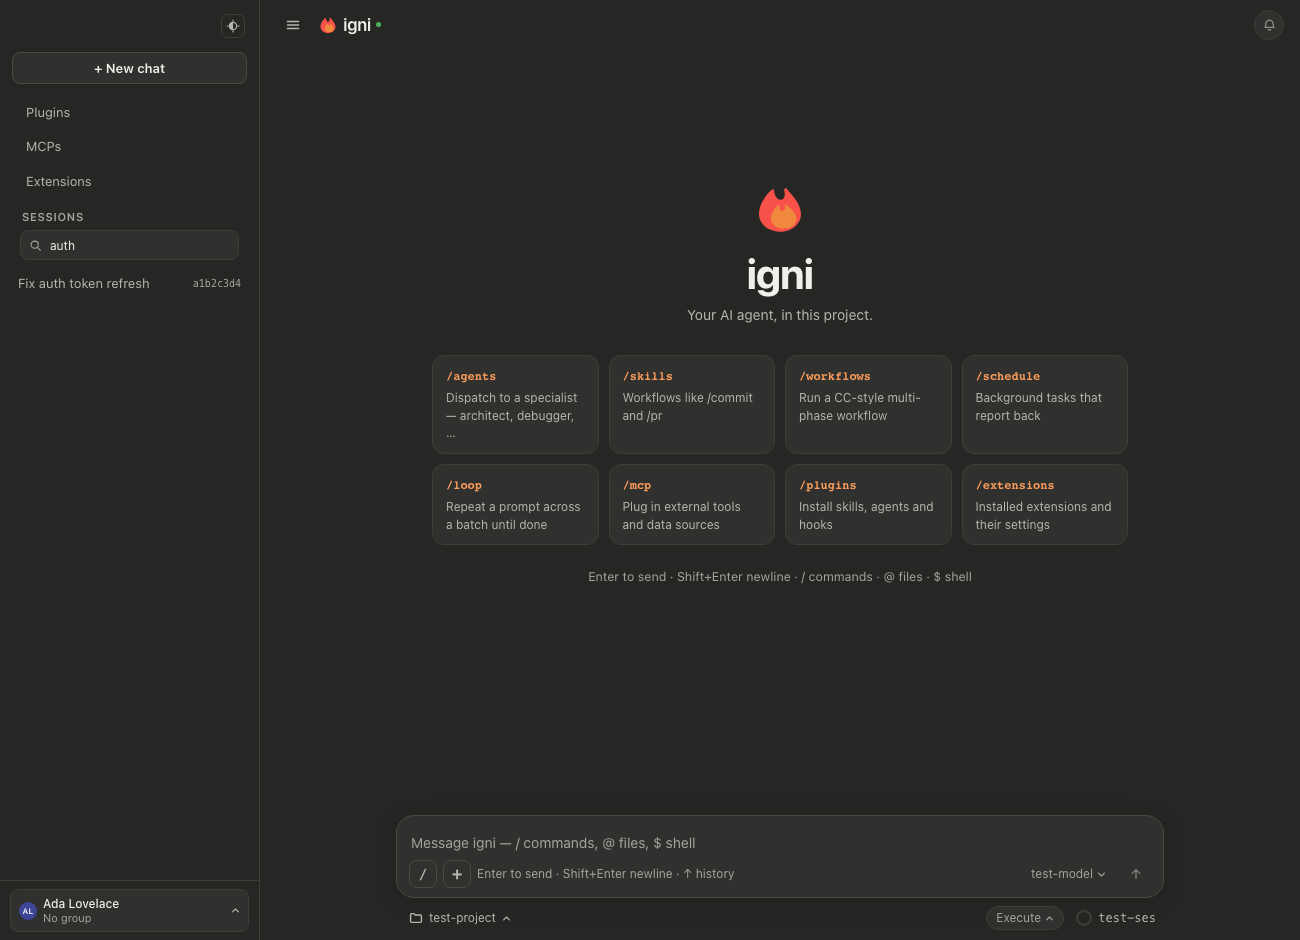 + New chat
Plugins
MCPs
Extensions
SESSIONS
auth
Fix auth token refresh a1b2c3d4
AL
Ada Lovelace
No group
igni
igni
Your AI agent, in this project.
/agents
Dispatch to a specialist
— architect, debugger,
...
/skills
Workflows like /commit
and /pr
/workflows
Run a CC-style multi-
phase workflow
/schedule
Background tasks that
report back
/loop
Repeat a prompt across
a batch until done
/mcp
Plug in external tools
and data sources
/plugins
Install skills, agents and
hooks
/extensions
Installed extensions and
their settings
Enter to send · Shift+Enter newline · / commands · @ files · $ shell
Message igni — / commands, @ files, $ shell
/ + Enter to send · Shift+Enter newline · ↑ history test-model
test-project Execute test-ses